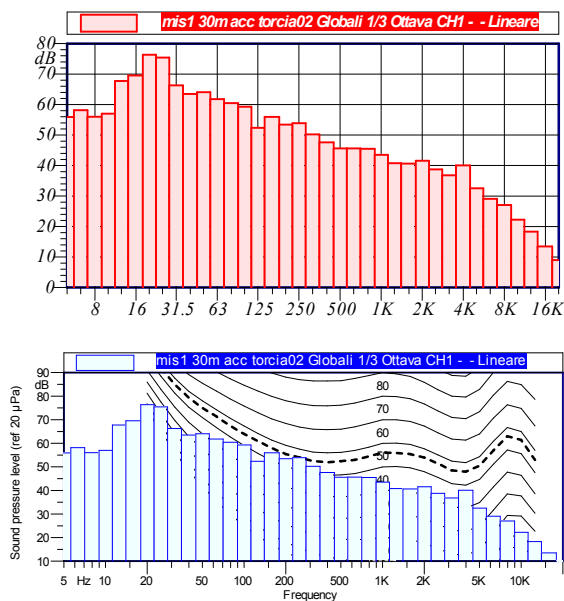 mis1 30m acc torcia02 Globali 1/3 Ottava CH1 - - Lineare
80
dB
70
60
50
40
30
20
10
0
8 16 31.5 63 125 250 500 1K 2K 4K 8K 16K
mis1 30m acc torcia02 Globali 1/3 Ottava CH1 - - Lineare
90
dB
80
70
60
50
40
30
20
10
Sound pressure level (ref 20 µPa)
80
70
60
50
40
5 Hz 10 20 50 100 200 500 1K 2K 5K 10K
Frequency